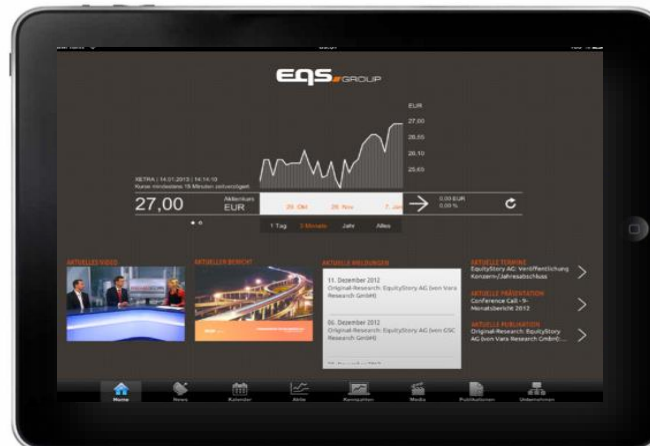 EQS GROUP
EUR
27,00
26,65
26,10
25,65
XETRA | 14.01.2013 | 14:14:10
Kurse mindestens 15 Minuten zeitverzögert
27,00
Aktienkurs
EUR
29. Okt
26. Nov
7. Jan
0,00 EUR
0,00 %
1 Tag
3 Monate
Jahr
Alles
AKTUELLES VIDEO
AKTUELLER BERICHT
AKTUELLE MELDUNGEN
11. Dezember 2012
Original-Research: EquityStory AG (von Vara
Research GmbH)
06. Dezember 2012
Original-Research: EquityStory AG (von GSC
Research GmbH)
AKTUELLE TERMINE
EquityStory AG: Veröffentlichung
Konzern-/Jahresabschluss
AKTUELLE PRÄSENTATION
Conference Call - 9-
Monatsbericht 2012
AKTUELLE PUBLIKATION
Original-Research: EquityStory
AG (von Vara Research GmbH):...
Home
News
Kalender
Aktie
Kennzahlen
Media
Publikationen
Unternehmen